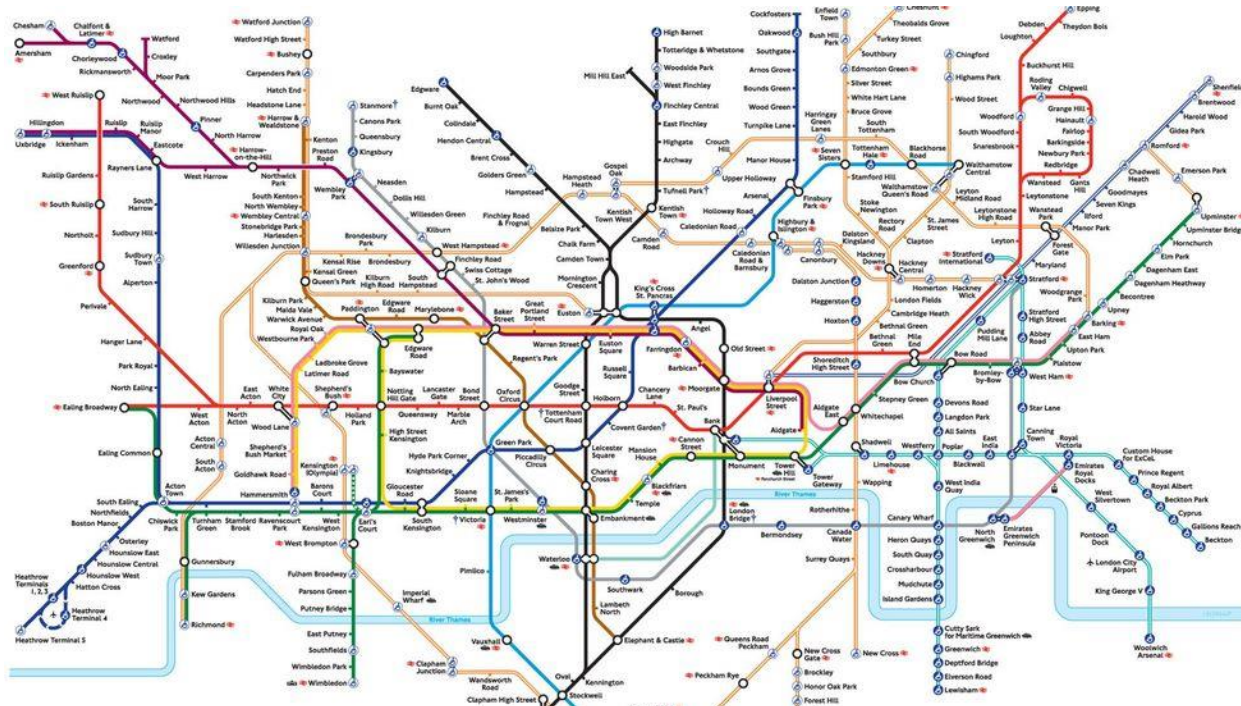 Chesham
Chalfont &
Latimer
Amersham
Chorleywood
Rickmansworth
Watford
Croxley
Moor Park
Northwood
Northwood Hills
Pinner
North Harrow
Harrow-
on-the-Hill
Northwick
Park
West Harrow
Hillingdon
Uxbridge
Ickenham
Ruislip
Ruislip
Manor
Eastcote
Rayners Lane
West Ruislip
Ruislip Gardens
South Ruislip
Northolt
Greenford
Perivale
Hanger Lane
South
Harrow
Sudbury Hill
Sudbury
Town
Alperton
Park Royal
North Ealing
Ealing Broadway
Ealing Common
West
Acton
North
Acton
East
Acton
White
City
Watford Junction
Watford High Street
Bushey
Carpenders Park
Hatch End
Headstone Lane
Harrow &
Wealdstone
Kenton
Preston
Road
South Kenton
North Wembley
Wembley Central
Stonebridge Park
Harlesden
Willesden Junction
Kensal Rise
Kensal Green
Queen's Park
Kilburn Park
Maida Vale
Warwick Avenue
Royal Oak
Westbourne Park
Ladbroke Grove
Latimer Road
Stanmore†
Canons Park
Queensbury
Kingsbury
Wembley
Park
Neasden
Dollis Hill
Willesden Green
Kilburn
West Hampstead
Brondesbury
Park
Brondesbury
Kilburn
High Road
South
Hampstead
Finchley Road
Swiss Cottage
St. John's Wood
Finchley Road
& Frognal
Edgware
Burnt Oak
Colindale
Hendon Central
Brent Cross
Golders Green
Hampstead
Hampstead
Heath
Belsize Park
Chalk Farm
Camden Town
Mornington
Crescent
High Barnet
Totteridge & Whetstone
Woodside Park
West Finchley
Mill Hill East
Finchley Central
East Finchley
Highgate
Archway
Gospel
Oak
Tufnell Park†
Kentish
Town West
Kentish
Town
Camden
Road
Cockfosters
Oakwood
Southgate
Arnos Grove
Bounds Green
Wood Green
Turnpike Lane
Manor House
Harringay
Green Lanes
Crouch
Hill
Upper Holloway
Arsenal
Holloway Road
Caledonian Road
Finsbury
Park
Highbury &
Islington
Caledonian
Road &
Barnsbury
Canonbury
Enfield
Town
Bush Hill
Park
Theobalds Grove
Turkey Street
Southbury
Edmonton Green
Silver Street
White Hart Lane
Bruce Grove
South
Tottenham
Seven
Sisters
Tottenham
Hale
Blackhorse
Road
Stamford Hill
Stoke
Newington
Rectory
Road
Clapton
St. James
Street
Chingford
Highams Park
Wood Street
Walthamstow
Central
Walthamstow
Queen's Road
Leyton
Midland Road
Leytonstone
High Road
Epping
Theydon Bois
Debden
Loughton
Buckhurst Hill
Roding
Valley
Chigwell
Grange Hill
Hainault
Fairlop
Barkingside
Newbury Park
Redbridge
Gants
Hill
Wanstead
Woodford
South Woodford
Snaresbrook
Leytonstone
Leyton
Wanstead
Park
Forest
Gate
Maryland
Shenfield
Brentwood
Harold Wood
Gidea Park
Romford
Emerson Park
Chadwell Heath
Goodmayes
Seven Kings
Ilford
Manor Park
Upminster
Upminster Bridge
Hornchurch
Elm Park
Dagenham East
Dagenham Heathway
Becontree
Upney
Barking
East Ham
Upton Park
Plaistow
Woodgrange
Park
Dalston
Kingsland
Dalston Junction
Haggerston
Hoxton
Shoreditch
High Street
Hackney
Downs
Hackney
Central
Homerton
Hackney
Wick
London Fields
Cambridge Heath
Bethnal Green
Stratford
International
Stratford
Stratford
High Street
Abbey
Road
West Ham
Star Lane
Canning
Town
Pudding
Mill Lane
Bow Road
Bow Church
Bromley-
by-Bow
Mile
End
Bethnal
Green
Stepney Green
Whitechapel
Devons Road
Langdon Park
All Saints
Poplar
Paddington
Edgware
Road
Marylebone
Baker
Street
Great
Portland
Street
Edgware
Road
Euston
King's Cross
St. Pancras
Warren Street
Euston
Square
Regent's Park
Russell
Square
Goodge
Street
Farringdon
Barbican
Moorgate
Angel
Old Street
Liverpool
Street
Aldgate
East
Aldgate
Bayswater
Notting
Hill Gate
Lancaster
Gate
Queensway
Bond
Street
Marble
Arch
Oxford
Circus
Tottenham
Court Road
Holborn
Chancery
Lane
St. Paul's
Bank
Covent Garden†
Shepherd's
Bush
Holland
Park
Wood Lane
Shepherd's
Bush Market
Goldhawk Road
Hammersmith
High Street
Kensington
Kensington
(Olympia)
Barons
Court
Gloucester
Road
Earl's
Court
West
Kensington
South
Kensington
Sloane
Square
†Victoria
St. James's
Park
Westminster
Hyde Park Corner
Knightsbridge
Green Park
Piccadilly
Circus
Leicester
Square
Charing
Cross
Embankment
Temple
Blackfriars
Mansion
House
Cannon
Street
Monument
Tower
Hill
Fenchurch Street
Tower
Gateway
Shadwell
Limehouse
Westferry
Blackwall
East
India
West India
Quay
Canary Wharf
Heron Quays
South Quay
Crossharbour
Mudchute
Island Gardens
Cutty Sark
for Maritime Greenwich
Greenwich
Deptford Bridge
Elverson Road
Lewisham
Royal
Victoria
Custom House
for ExCeL
Prince Regent
Royal Albert
Beckton Park
Cyprus
Gallions Reach
Beckton
Emirates
Royal Docks
Emirates
Greenwich
Peninsula
North
Greenwich
West
Silvertown
Pontoon
Dock
London City
Airport
King George V
Woolwich
Arsenal
Wapping
Rotherhithe
Canada
Water
Surrey Quays
Bermondsey
London
Bridge†
River Thames
Waterloo
Southwark
Lambeth
North
Borough
Elephant & Castle
Kennington
Oval
Stockwell
Pimlico
Vauxhall
Clapham High Street
Wandsworth
Road
Clapham
Junction
Imperial
Wharf
West Brompton
Fulham Broadway
Parsons Green
Putney Bridge
East Putney
Southfields
Wimbledon Park
Wimbledon
River Thames
Acton
Central
South
Acton
Acton
Town
Chiswick
Park
Turnham
Green
Stamford
Brook
Ravenscourt
Park
Gunnersbury
Kew Gardens
Richmond
South Ealing
Northfields
Boston Manor
Osterley
Hounslow East
Hounslow Central
Hounslow West
Hatton Cross
Heathrow
Terminals
1, 2, 3
Heathrow
Terminal 4
Heathrow Terminal 5
Queens Road
Peckham
Peckham Rye
New Cross
Gate
Brockley
Honor Oak Park
Forest Hill
New Cross